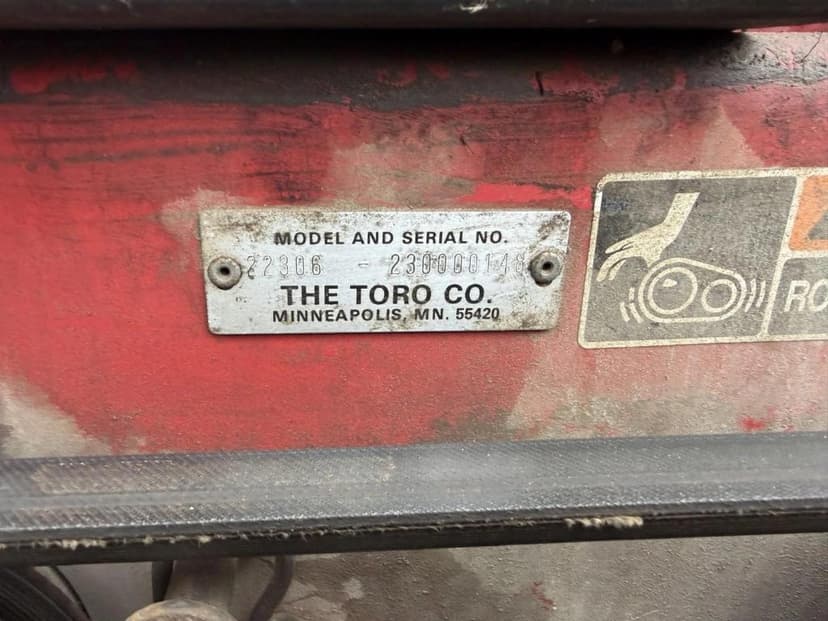 MODEL AND SERIAL NO.
22306 - 230000148
THE TORO CO.
MINNEAPOLIS, MN. 55420
RO